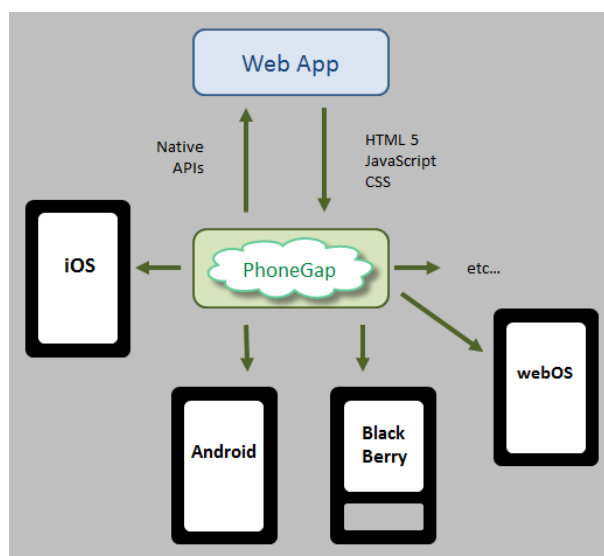 Web App
Native
APIs
HTML 5
JavaScript
CSS
iOS
PhoneGap
etc...
webOS
Android
Black
Berry